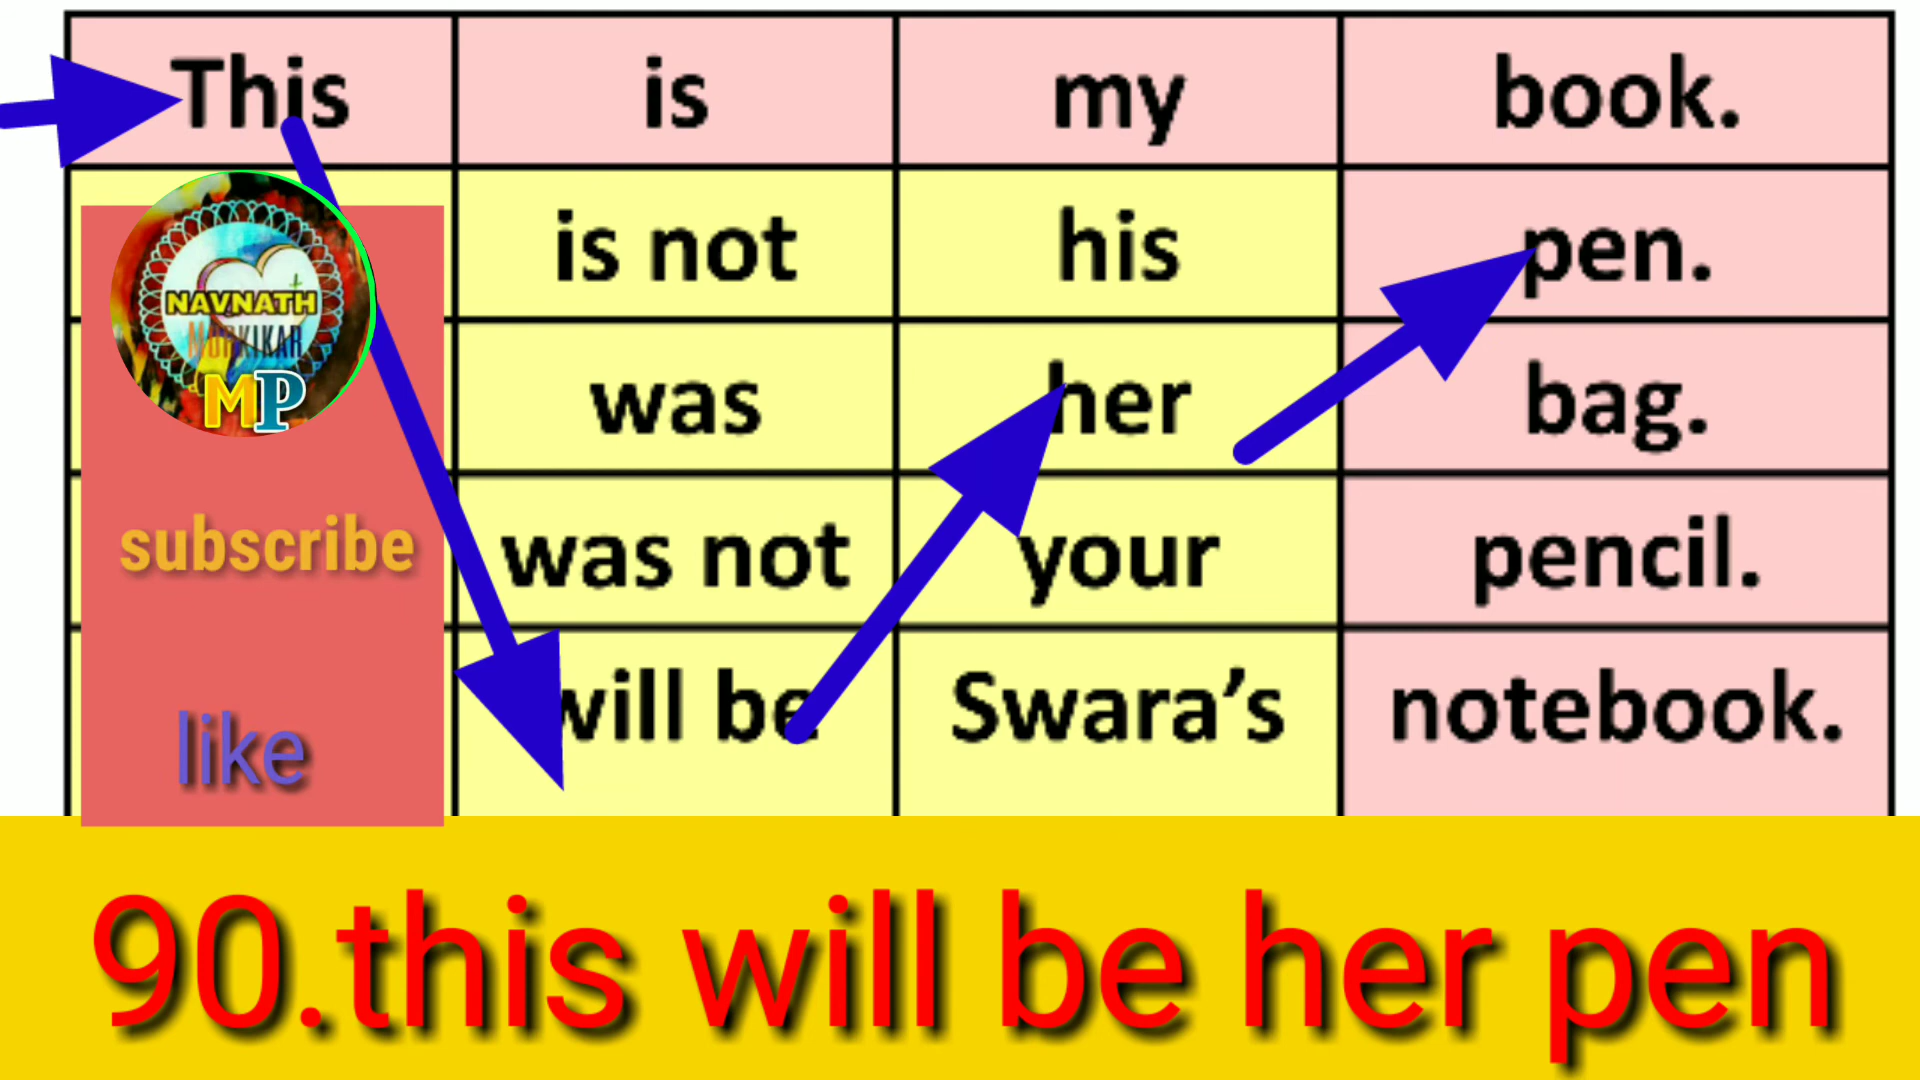 This is my book.
is not his pen.
was her bag.
was not your pencil.
will be Swara’s notebook.
NAVNATH
MURKIKAR
MP
subscribe
like
90.this will be her pen